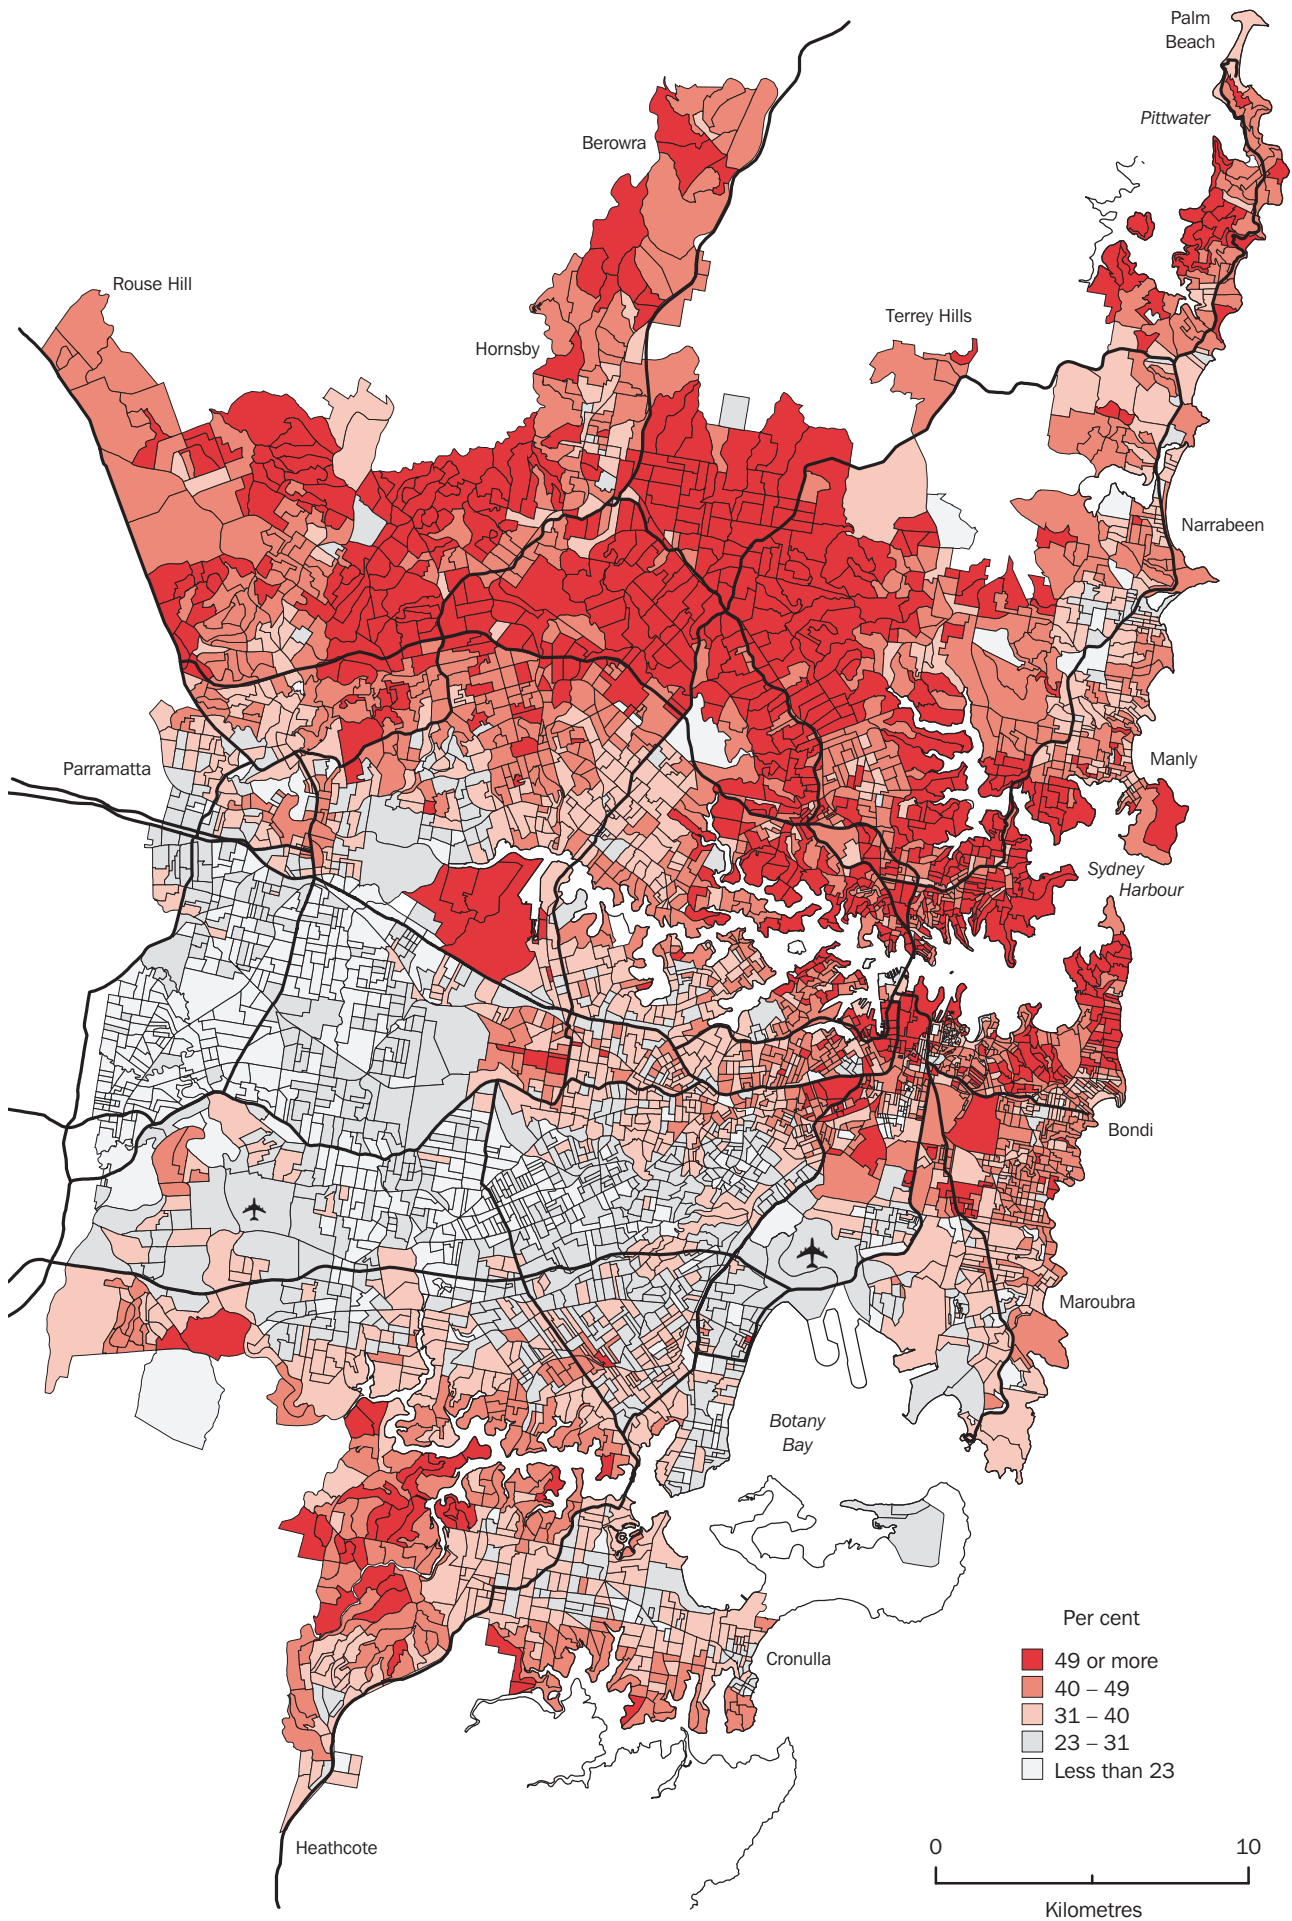 Palm
Beach
Pittwater
Berowra
Rouse Hill
Terrey Hills
Hornsby
Narrabeen
Manly
Parramatta
Sydney
Harbour
Bondi
Maroubra
Botany
Bay
Cronulla
Heathcote
Per cent
49 or more
40 – 49
31 – 40
23 – 31
Less than 23
0 10
Kilometres